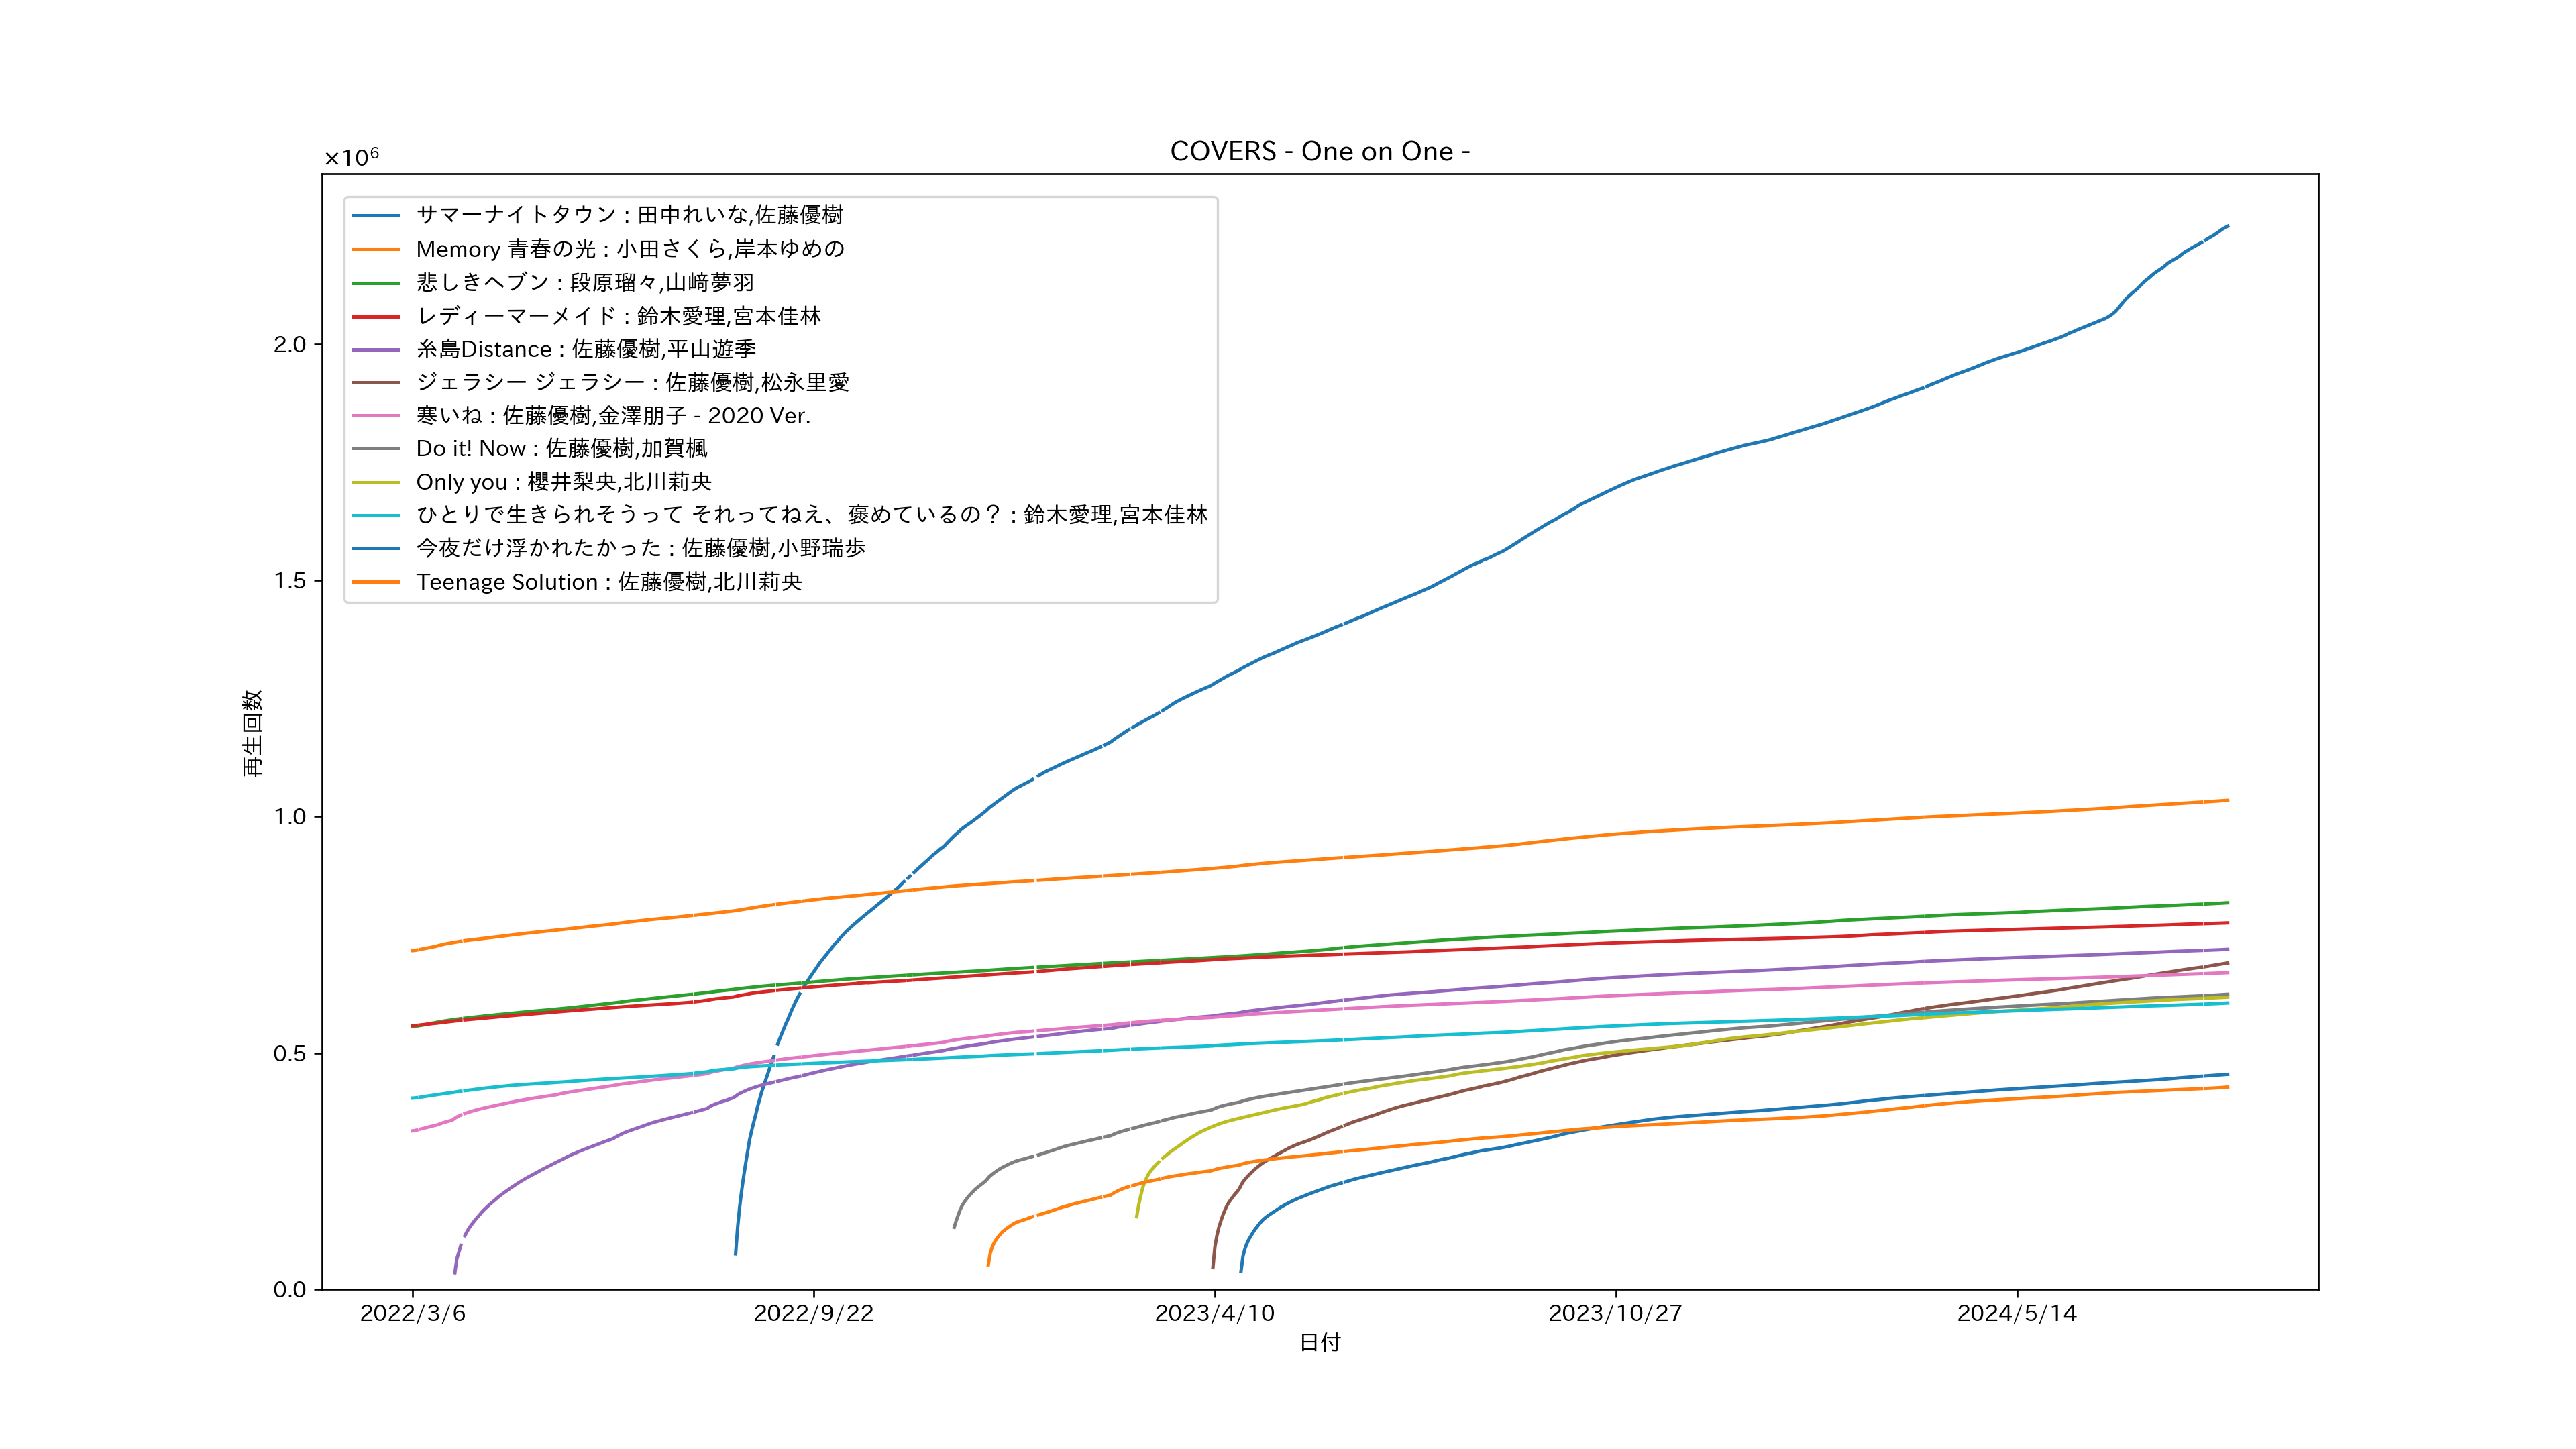 COVERS - One on One -
×10⁶
サマーナイトタウン : 田中れいな,佐藤優樹
Memory 青春の光 : 小田さくら,岸本ゆめの
悲しきヘブン : 段原瑠々,山﨑夢羽
レディーマーメイド : 鈴木愛理,宮本佳林
糸島Distance : 佐藤優樹,平山遊季
ジェラシー ジェラシー : 佐藤優樹,松永里愛
寒いね : 佐藤優樹,金澤朋子 - 2020 Ver.
Do it! Now : 佐藤優樹,加賀楓
Only you : 櫻井梨央,北川莉央
ひとりで生きられそうって それってねえ、褒めているの？ : 鈴木愛理,宮本佳林
今夜だけ浮かれたかった : 佐藤優樹,小野瑞歩
Teenage Solution : 佐藤優樹,北川莉央
2.0
1.5
1.0
0.5
0.0
再生回数
2022/3/6
2022/9/22
2023/4/10
2023/10/27
2024/5/14
日付